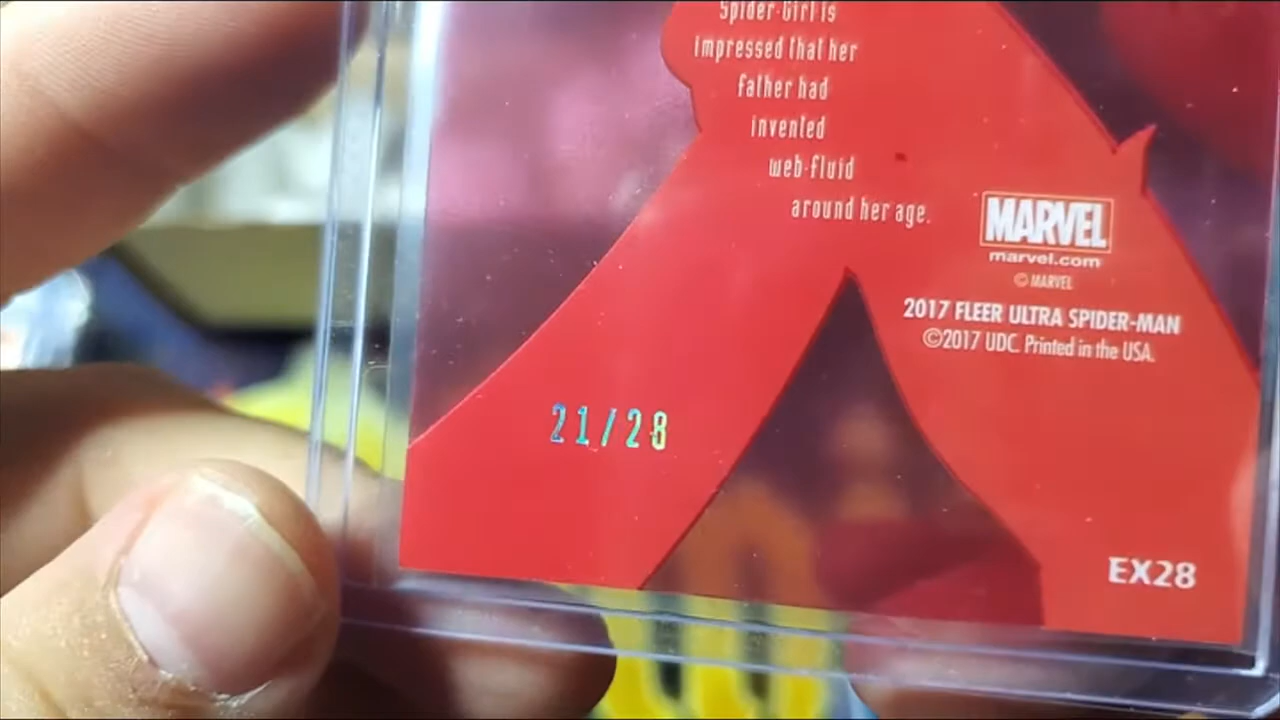 Spider-Girl is
impressed that her
father had
invented
web-fluid
around her age.
MARVEL
marvel.com
© MARVEL
2017 FLEER ULTRA SPIDER-MAN
©2017 UDC. Printed in the USA.
21/28
EX28